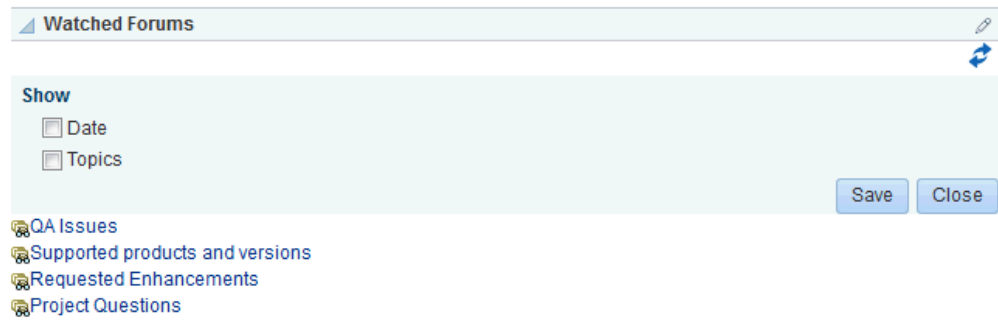 Watched Forums
Show
Date
Topics
Save Close
QA Issues
Supported products and versions
Requested Enhancements
Project Questions